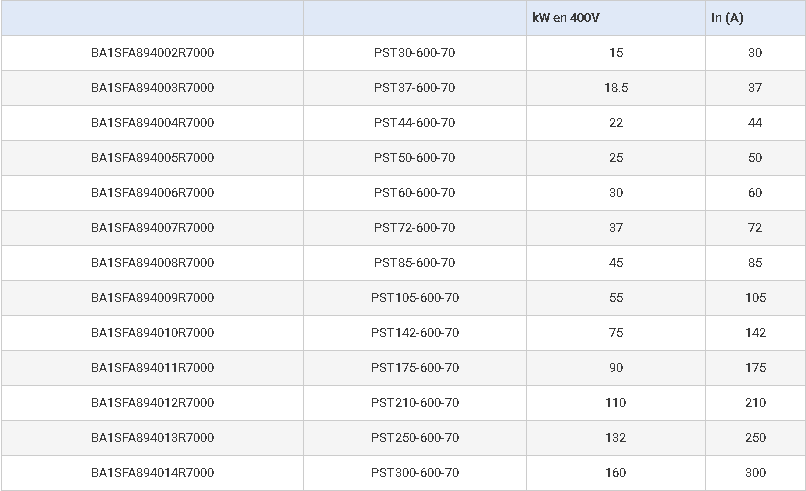 kW en 400V In (A)
BA1SFA894002R7000 PST30-600-70 15 30
BA1SFA894003R7000 PST37-600-70 18.5 37
BA1SFA894004R7000 PST44-600-70 22 44
BA1SFA894005R7000 PST50-600-70 25 50
BA1SFA894006R7000 PST60-600-70 30 60
BA1SFA894007R7000 PST72-600-70 37 72
BA1SFA894008R7000 PST85-600-70 45 85
BA1SFA894009R7000 PST105-600-70 55 105
BA1SFA894010R7000 PST142-600-70 75 142
BA1SFA894011R7000 PST175-600-70 90 175
BA1SFA894012R7000 PST210-600-70 110 210
BA1SFA894013R7000 PST250-600-70 132 250
BA1SFA894014R7000 PST300-600-70 160 300